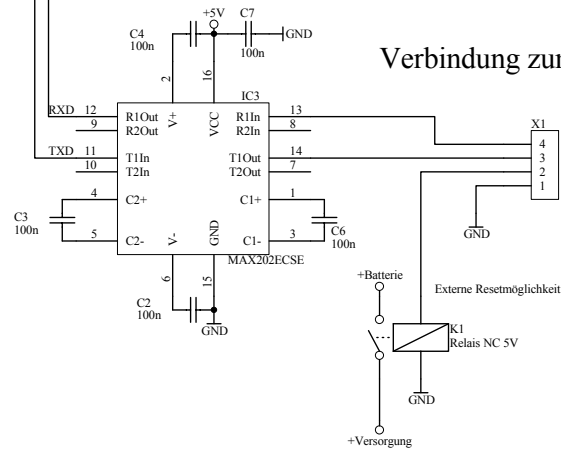 +5V
C7
C4
100n
GND
100n
Verbindung zur
2
16
IC3
RXD 12
R1Out
V+
VCC
R1In
13
X1
9
R2Out
R2In
8
4
TXD 11
T1In
T1Out
14
3
10
T2In
T2Out
7
2
1
4
C2+
C1+
1
C3
100n
C6
100n
GND
5
C2-
V-
GND
C1-
3
MAX202ECSE
6
15
+Batterie
C2
100n
Externe Resetmöglichkeit
GND
K1
Relais NC 5V
GND
+Versorgung